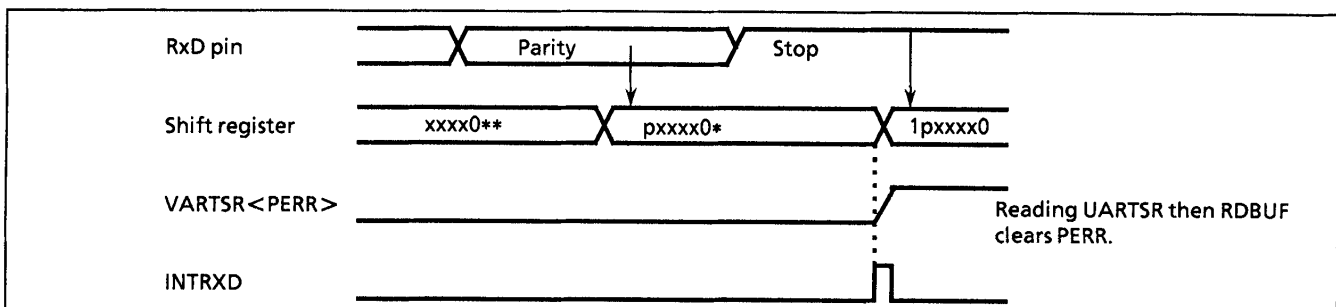 RxD pin
Parity
Stop
Shift register
xxxx0**
pxxxx0*
1pxxxx0
VARTSR<PERR>
Reading UARTSR then RDBUF
clears PERR.
INTRXD